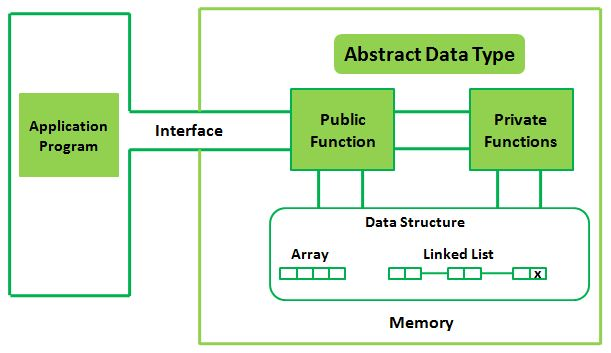 Abstract Data Type
Application
Program
Interface
Public
Function
Private
Functions
Data Structure
Array
Linked List
x
Memory